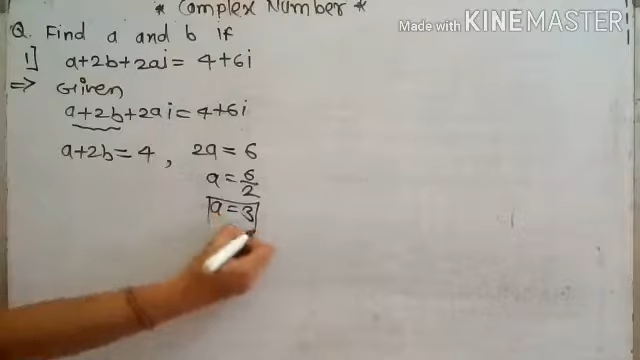 * Complex Number *
Made with KINEMASTER
Q. Find a and b If
1] a+2b+2ai = 4+6i
⇒ Given
a+2b+2ai = 4+6i
a+2b = 4 , 2a = 6
a = 6/2
a = 3